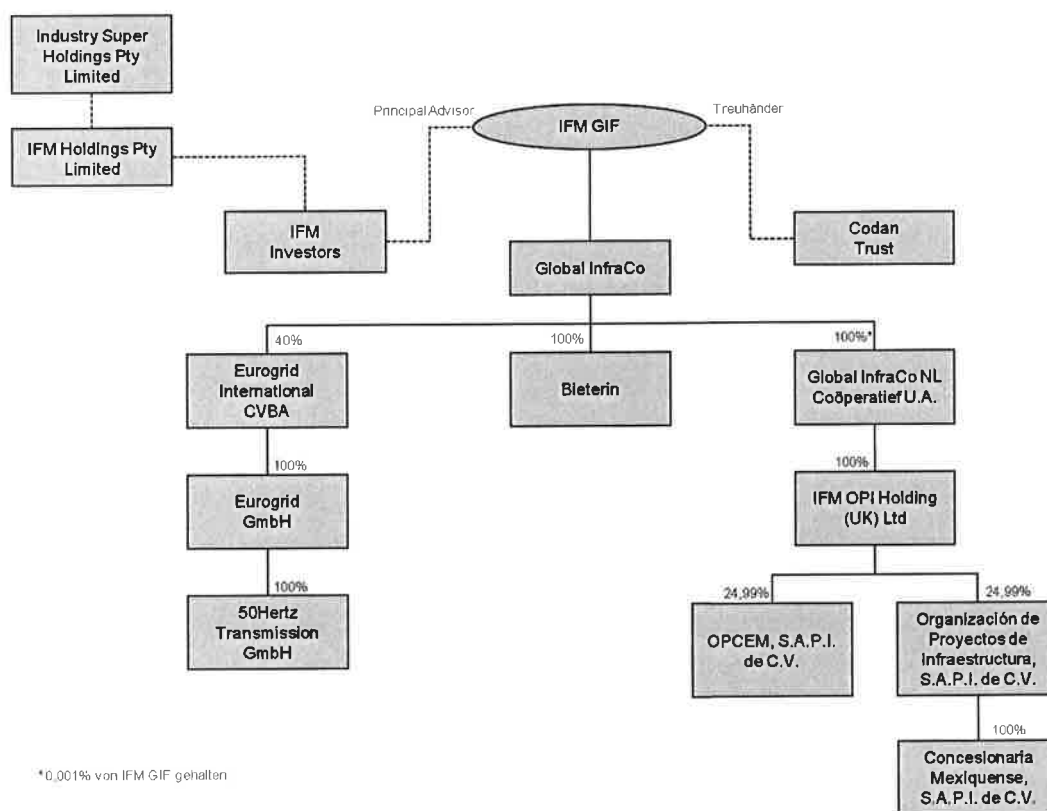 Industry Super
Holdings Pty
Limited
IFM Holdings Pty
Limited
Principal Advisor
IFM GIF
Treuhänder
IFM
Investors
Codan
Trust
Global InfraCo
40%
100%
100%*
Eurogrid
International
CVBA
Bieterin
Global InfraCo NL
Coöperatief U.A.
100%
100%
Eurogrid
GmbH
IFM OPI Holding
(UK) Ltd
100%
24,99%
24,99%
50Hertz
Transmission
GmbH
OPCEM, S.A.P.I.
de C.V.
Organización de
Proyectos de
Infraestructura,
S.A.P.I. de C.V.
100%
Concesionaria
Mexiquense,
S.A.P.I. de C.V.
*0,001% von IFM GIF gehalten